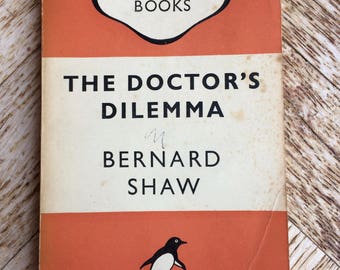 BOOKS
THE DOCTOR'S
DILEMMA
BERNARD
SHAW